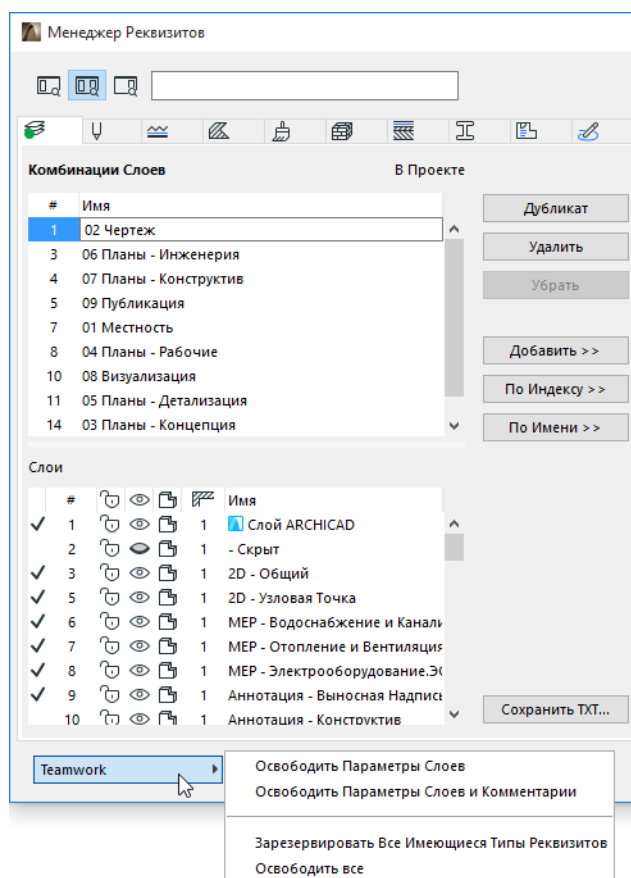 Менеджер Реквизитов
Комбинации Слоев В Проекте
# Имя
1 02 Чертеж
3 06 Планы - Инженерия
4 07 Планы - Конструктив
5 09 Публикация
7 01 Местность
8 04 Планы - Рабочие
10 08 Визуализация
11 05 Планы - Детализация
14 03 Планы - Концепция
Дубликат
Удалить
Убрать
Добавить >>
По Индексу >>
По Имени >>
Слои
# Имя
1 1 Слой ARCHICAD
2 1 - Скрыт
3 1 2D - Общий
5 1 2D - Узловая Точка
6 1 МЕР - Водоснабжение и Канали
7 1 МЕР - Отопление и Вентиляция
8 1 МЕР - Электрооборудование.ЭО
9 1 Аннотация - Выносная Надпись
10 1 Аннотация - Конструктив
Сохранить TXT...
Teamwork
Освободить Параметры Слоев
Освободить Параметры Слоев и Комментарии
Зарезервировать Все Имеющиеся Типы Реквизитов
Освободить все